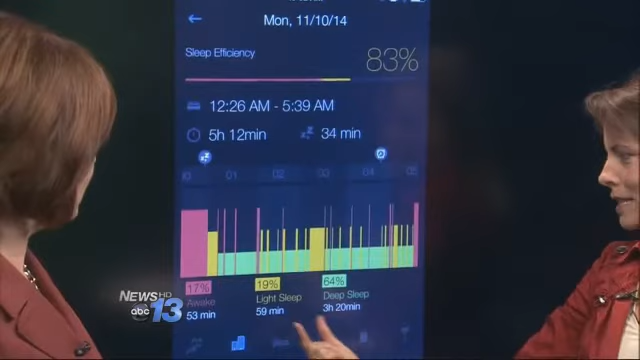 Mon, 11/10/14
Sleep Efficiency
83%
12:26 AM - 5:39 AM
5h 12min
34 min
01 02 03 04
17%
Awake
53 min
19%
Light Sleep
59 min
64%
Deep Sleep
3h 20min
NEWS HD
abc 13